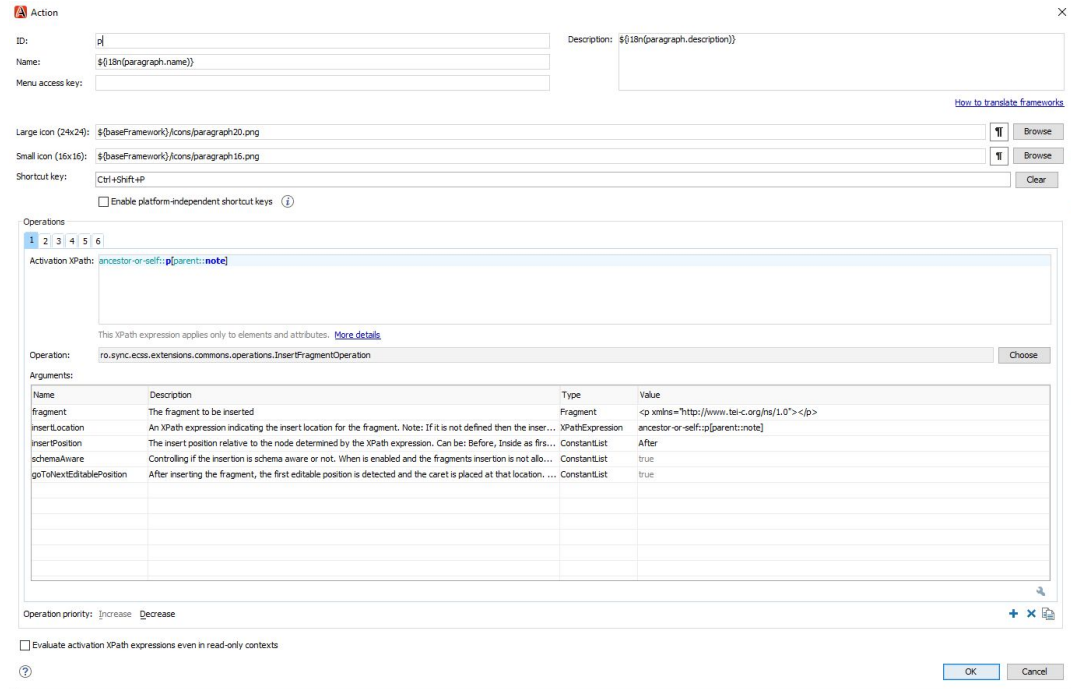 Action
ID: p
Description: ${i18n(paragraph.description)}
Name: ${i18n(paragraph.name)}
Menu access key:
How to translate frameworks
Large icon (24x24): ${baseFramework}/icons/paragraph20.png ¶ Browse
Small icon (16x16): ${baseFramework}/icons/paragraph16.png ¶ Browse
Shortcut key: Ctrl+Shift+P Clear
Enable platform-independent shortcut keys i
Operations
1 2 3 4 5 6
Activation XPath: ancestor-or-self::p[parent::note]
This XPath expression applies only to elements and attributes. More details
Operation: ro.sync.ecss.extensions.commons.operations.InsertFragmentOperation Choose
Arguments:
Name Description Type Value
fragment The fragment to be inserted Fragment <p xmlns="http://www.tei-c.org/ns/1.0"></p>
insertLocation An XPath expression indicating the insert location for the fragment. Note: If it is not defined then the inser... XPathExpression ancestor-or-self::p[parent::note]
insertPosition The insert position relative to the node determined by the XPath expression. Can be: Before, Inside as firs... ConstantList After
schemaAware Controlling if the insertion is schema aware or not. When is enabled and the fragments insertion is not allo... ConstantList true
goToNextEditablePosition After inserting the fragment, the first editable position is detected and the caret is placed at that location. ... ConstantList true
Operation priority: Increase Decrease
Evaluate activation XPath expressions even in read-only contexts
? OK Cancel